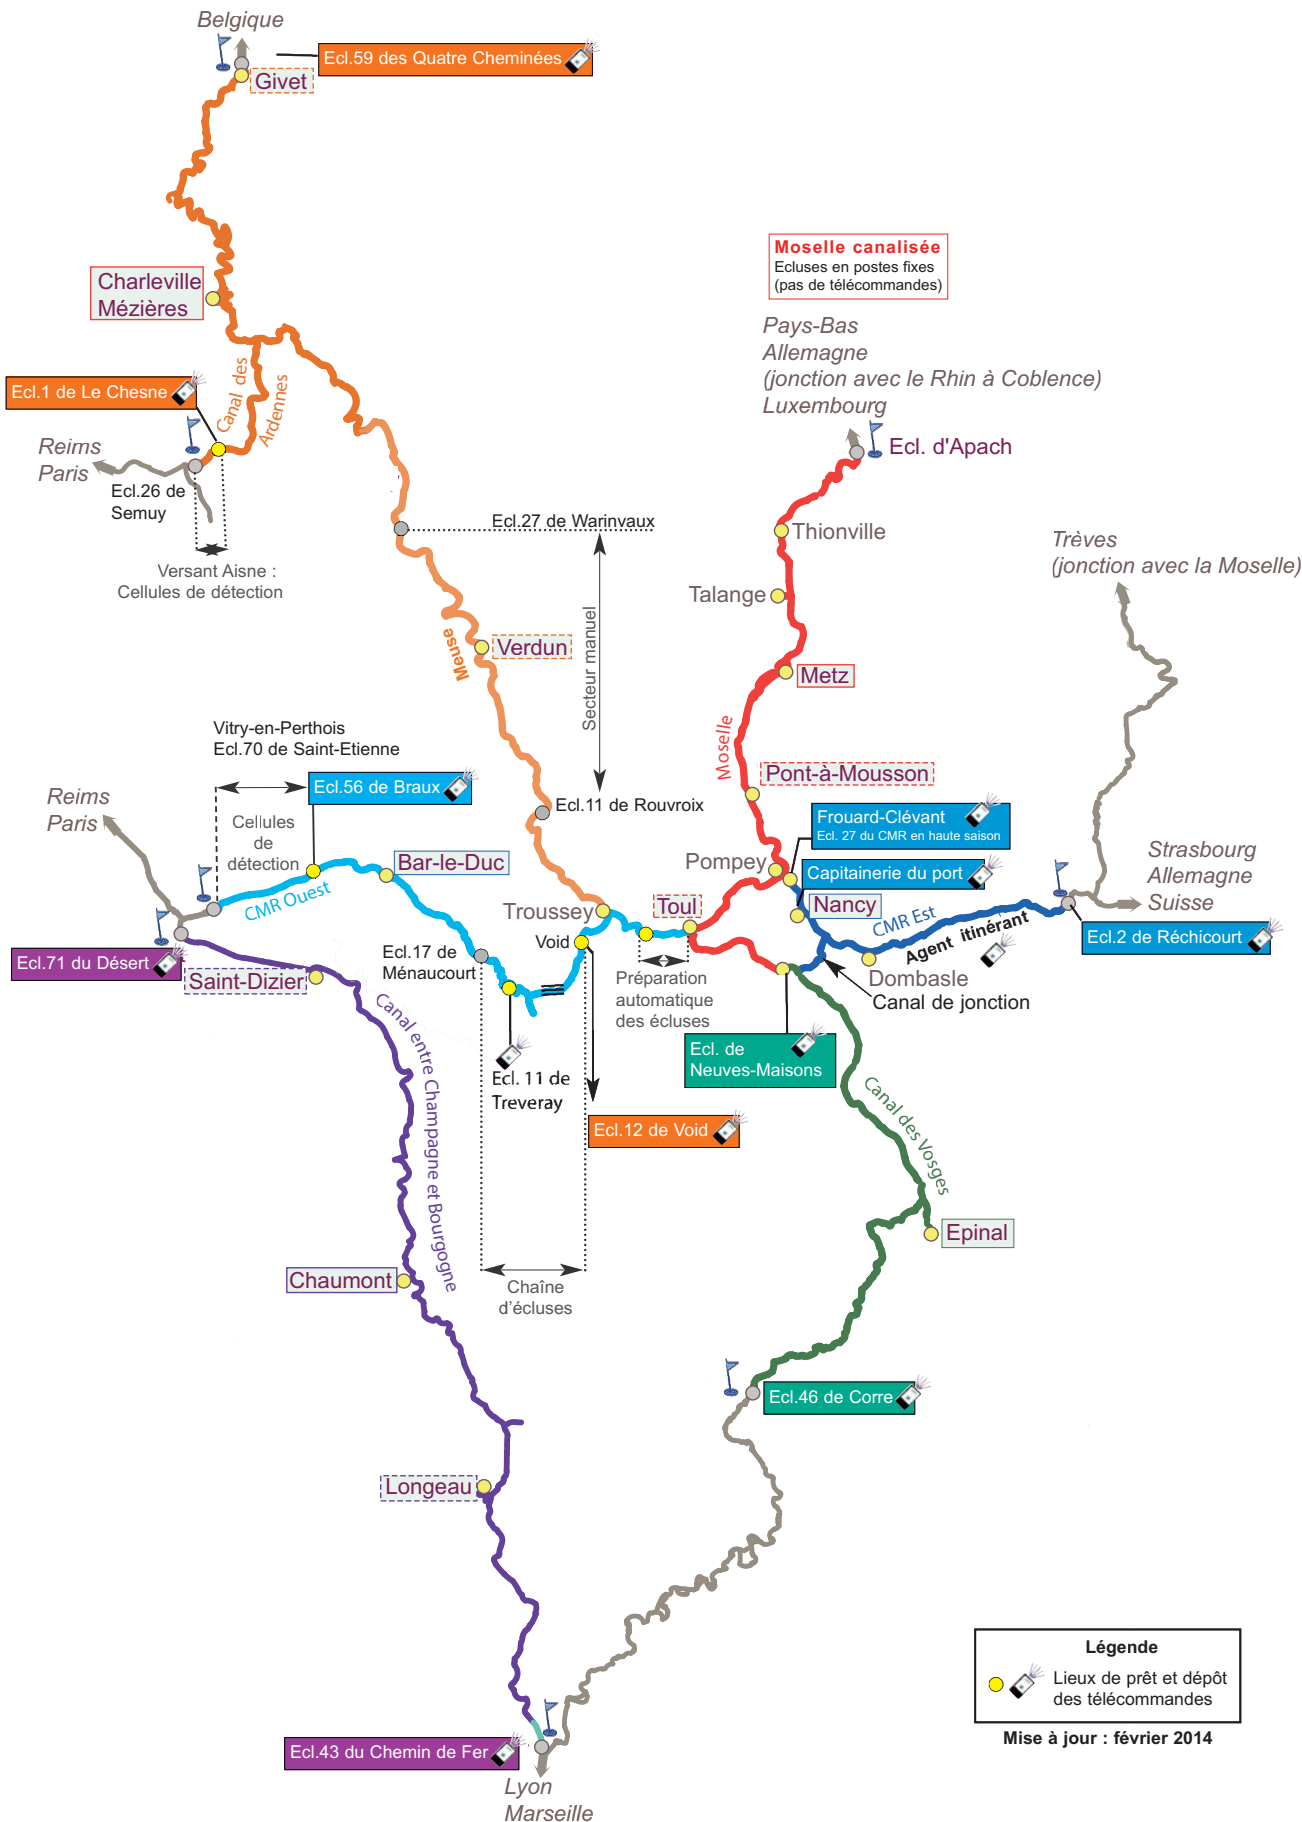 Belgique
Ecl.59 des Quatre Cheminées
Givet
Charleville
Mézières
Moselle canalisée
Ecluses en postes fixes
(pas de télécommandes)
Pays-Bas
Allemagne
(jonction avec le Rhin à Coblence)
Luxembourg
Ecl.1 de Le Chesne
Canal des
Ardennes
Reims
Paris
Ecl. d'Apach
Ecl.26 de
Semuy
Ecl.27 de Warinvaux
Thionville
Trèves
(jonction avec la Moselle)
Versant Aisne :
Cellules de détection
Talange
Meuse
Verdun
Secteur manuel
Metz
Moselle
Vitry-en-Perthois
Ecl.70 de Saint-Etienne
Ecl.56 de Braux
Pont-à-Mousson
Reims
Paris
Ecl.11 de Rouvroix
Frouard-Clévant
Ecl. 27 du CMR en haute saison
Cellules
de
détection
Bar-le-Duc
Pompey
Capitainerie du port
Strasbourg
Allemagne
Suisse
CMR Ouest
Troussey
Toul
Nancy
CMR Est
Agent itinérant
Ecl.2 de Réchicourt
Ecl.71 du Désert
Ecl.17 de
Ménaucourt
Void
Saint-Dizier
Préparation
automatique
des écluses
Dombasle
Canal de jonction
Canal entre Champagne et Bourgogne
Ecl. de
Neuves-Maisons
Ecl. 11 de
Treveray
Ecl.12 de Void
Canal des Vosges
Epinal
Chaumont
Chaîne
d'écluses
Ecl.46 de Corre
Longeau
Légende
Lieux de prêt et dépôt
des télécommandes
Mise à jour : février 2014
Ecl.43 du Chemin de Fer
Lyon
Marseille